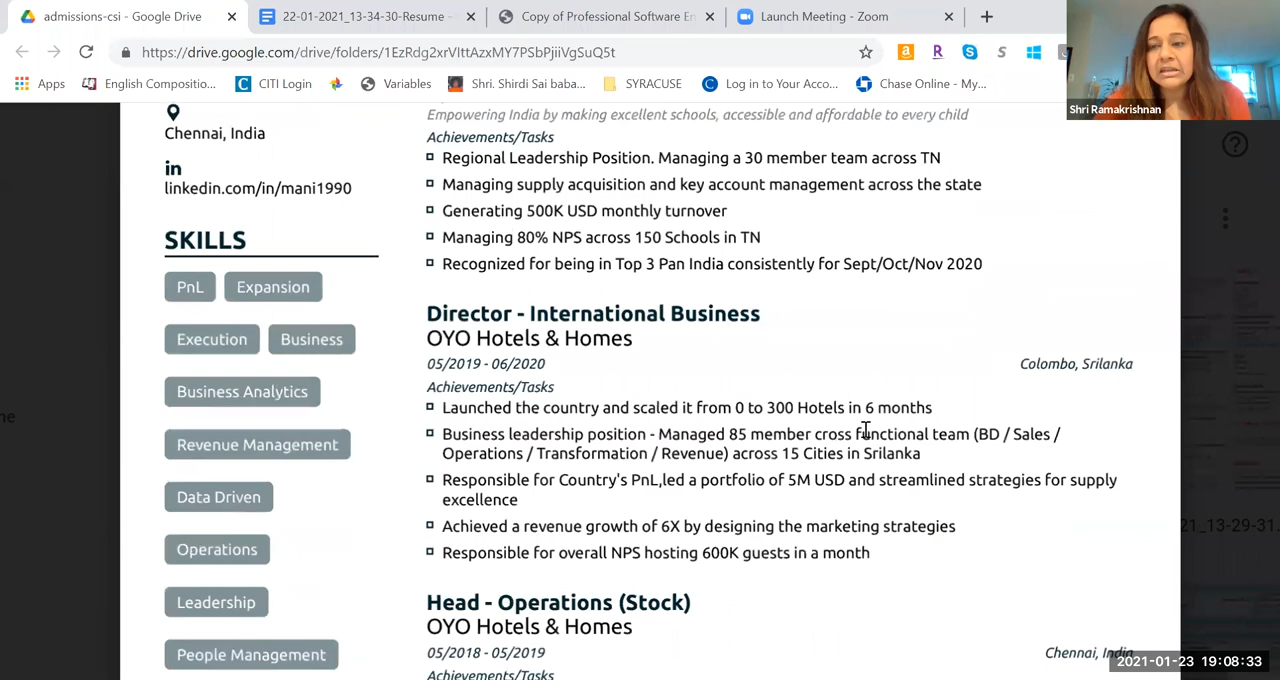 admissions-csi - Google Drive
22-01-2021_13-34-30-Resume -
Copy of Professional Software En
Launch Meeting - Zoom
https://drive.google.com/drive/folders/1EzRdg2xrVIttAzxMY7PSbPjiiVgSuQ5t
Apps
English Compositio...
CITI Login
Variables
Shri. Shirdi Sai baba...
SYRACUSE
Log in to Your Acco...
Chase Online - My...
Shri Ramakrishnan
Chennai, India
in
linkedin.com/in/mani1990
SKILLS
PnL
Expansion
Execution
Business
Business Analytics
Revenue Management
Data Driven
Operations
Leadership
People Management
Empowering India by making excellent schools, accessible and affordable to every child
Achievements/Tasks
Regional Leadership Position. Managing a 30 member team across TN
Managing supply acquisition and key account management across the state
Generating 500K USD monthly turnover
Managing 80% NPS across 150 Schools in TN
Recognized for being in Top 3 Pan India consistently for Sept/Oct/Nov 2020
Director - International Business
OYO Hotels & Homes
05/2019 - 06/2020
Colombo, Srilanka
Achievements/Tasks
Launched the country and scaled it from 0 to 300 Hotels in 6 months
Business leadership position - Managed 85 member cross functional team (BD / Sales /
Operations / Transformation / Revenue) across 15 Cities in Srilanka
Responsible for Country's PnL,led a portfolio of 5M USD and streamlined strategies for supply
excellence
Achieved a revenue growth of 6X by designing the marketing strategies
Responsible for overall NPS hosting 600K guests in a month
Head - Operations (Stock)
OYO Hotels & Homes
05/2018 - 05/2019
Chennai, India
Achievements/Tasks
21_13-29-31
2021-01-23 19:08:33